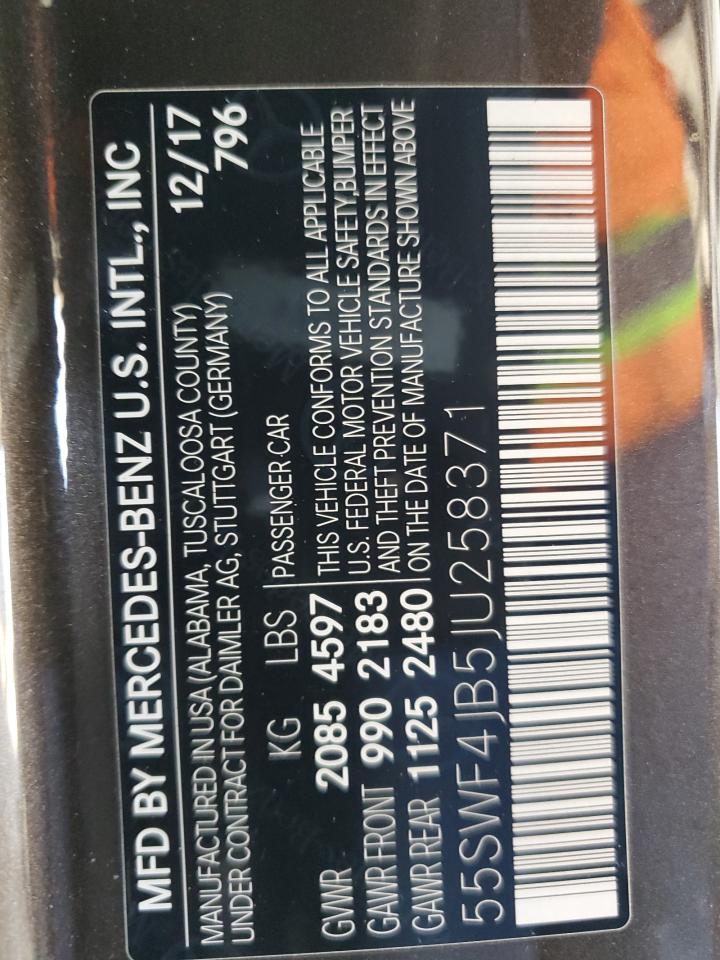 MFD BY MERCEDES-BENZ U.S. INTL., INC
MANUFACTURED IN USA (ALABAMA, TUSCALOOSA COUNTY) 12/17
UNDER CONTRACT FOR DAIMLER AG, STUTTGART (GERMANY) 796
KG LBS PASSENGER CAR
GVWR 2085 4597 THIS VEHICLE CONFORMS TO ALL APPLICABLE
U.S. FEDERAL MOTOR VEHICLE SAFETY,BUMPER
GAWR FRONT 990 2183 AND THEFT PREVENTION STANDARDS IN EFFECT
GAWR REAR 1125 2480 ON THE DATE OF MANUFACTURE SHOWN ABOVE
55SWF4JB5JU258371